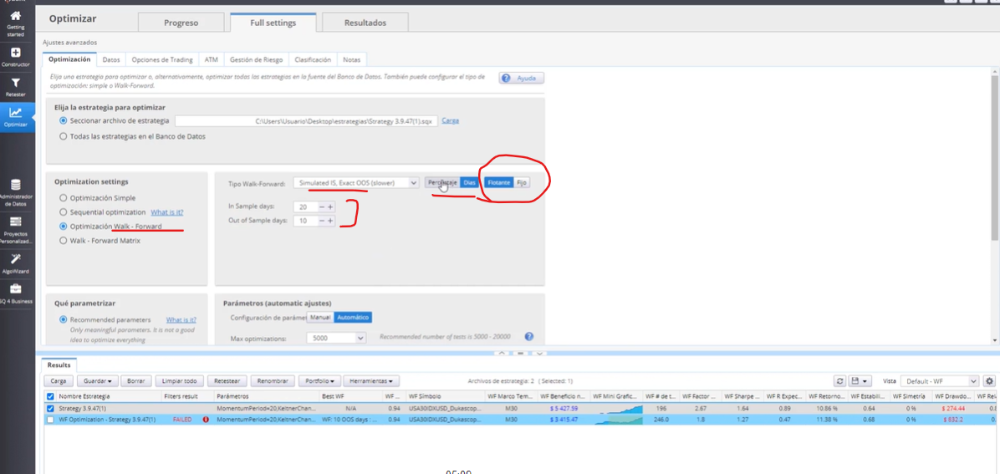 Optimizar
Progreso
Full settings
Resultados
Getting
started
Constructor
Retester
Optimizar
Administrador
de Datos
Proyectos
Personalizad...
AlgoWizard
SQ 4 Business
Ajustes avanzados
Optimización Datos Opciones de Trading ATM Gestión de Riesgo Clasificación Notas
Elija una estrategia para optimizar o, alternativamente, optimizar todas las estrategias en la fuente del Banco de Datos. También puede configurar el tipo de
optimización: simple o Walk-Forward.
Ayuda
Elija la estrategia para optimizar
Seccionar archivo de estrategia C:\Users\Usuario\Desktop\estrategias\Strategy 3.9.47(1).sqx Carga
Todas las estrategias en el Banco de Datos
Optimization settings
Optimización Simple
Sequential optimization What is it?
Optimización Walk - Forward
Walk - Forward Matrix
Tipo Walk-Forward: Simulated IS, Exact OOS (slower) Días Flotante Fijo
In Sample days: 20
Out of Sample days: 10
Qué parametrizar
Recommended parameters What is it?
Only meaningful parameters. It is not a good
idea to optimize everything
Parámetros (automatic ajustes)
Configuración de parámet Manual Automático
Max optimizations: 5000 Recommended number of tests is 5000 - 20000
Results
Carga Guardar Borrar Limpiar todo Retestear Renombrar Portfolio Herramientas Archivos de estrategia: 2 ( Selected: 1) Vista Default - WF
Nombre Estrategia Filters result Parámetros Best WF WF ... WF Símbolo WF Marco Tem... WF Beneficio n... WF Mini Grafic... WF # de t... WF Factor ... WF Sharpe ... WF R Expec... WF Retorno... WF Estabili... WF Simetría WF Drawdo... WF Rel
Strategy 3.9.47(1) MomentumPeriod=20,KeltnerChan... N/A 0.94 USA30IDXUSD_Dukascop... M30 $ 5 427.59 196 2.67 1.64 0.89 10.86 % 0.64 0 % $ 274.44
WF Optimization - Strategy 3.9.47(1) FAILED MomentumPeriod=20,KeltnerChan... WF: 10 OOS days : ... 0.94 USA30IDXUSD_Dukascop... M30 $ 3 415.47 246.0 1.8 1.27 0.47 11.38 % 0.68 0 % $ 832.2